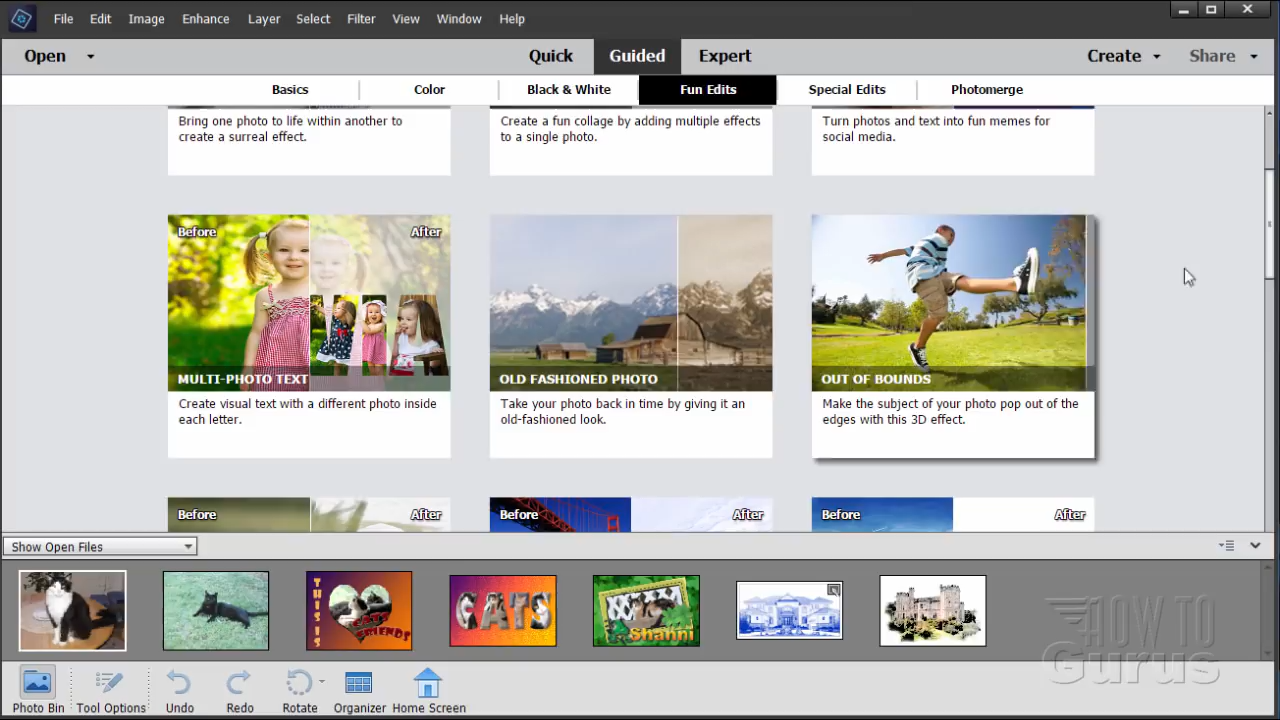 File Edit Image Enhance Layer Select Filter View Window Help
Open Quick Guided Expert Create Share
Basics Color Black & White Fun Edits Special Edits Photomerge
Bring one photo to life within another to
create a surreal effect.
Create a fun collage by adding multiple effects
to a single photo.
Turn photos and text into fun memes for
social media.
Before After
MULTI-PHOTO TEXT
Create visual text with a different photo inside
each letter.
OLD FASHIONED PHOTO
Take your photo back in time by giving it an
old-fashioned look.
OUT OF BOUNDS
Make the subject of your photo pop out of the
edges with this 3D effect.
Before After Before After Before After
Show Open Files
THIS IS
CATS
FRIENDS
CATS
Shanni
HOW TO
Gurus
Photo Bin Tool Options Undo Redo Rotate Organizer Home Screen